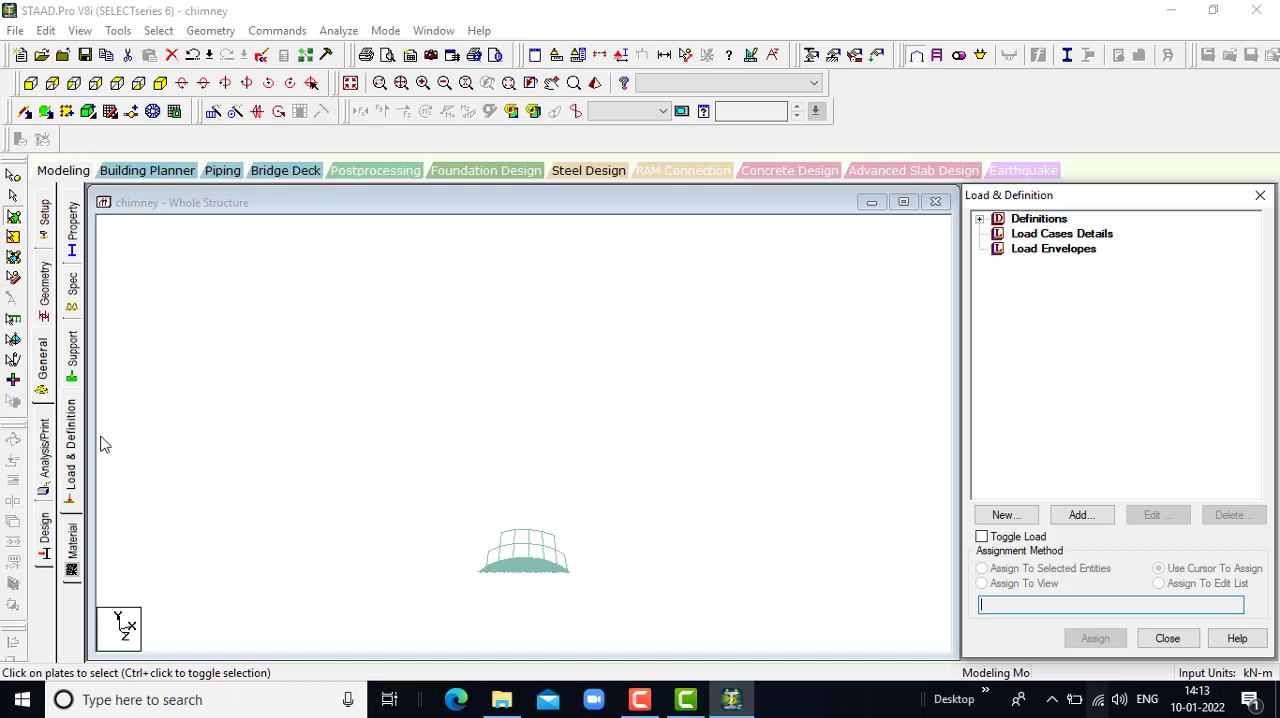 STAAD.Pro V8i (SELECTseries 6) - chimney
File Edit View Tools Select Geometry Commands Analyze Mode Window Help
Modeling Building Planner Piping Bridge Deck Postprocessing Foundation Design Steel Design RAM Connection Concrete Design Advanced Slab Design Earthquake
chimney - Whole Structure
Setup
Geometry
General
Analysis/Print
Design
Property
Spec
Support
Load & Definition
Material
Y
X
Z
Load & Definition
Definitions
Load Cases Details
Load Envelopes
New... Add... Edit ... Delete...
Toggle Load
Assignment Method
Assign To Selected Entities Use Cursor To Assign
Assign To View Assign To Edit List
Assign Close Help
Click on plates to select (Ctrl+click to toggle selection) Modeling Mo Input Units: kN-m
Type here to search
Desktop
ENG
14:13
10-01-2022
1